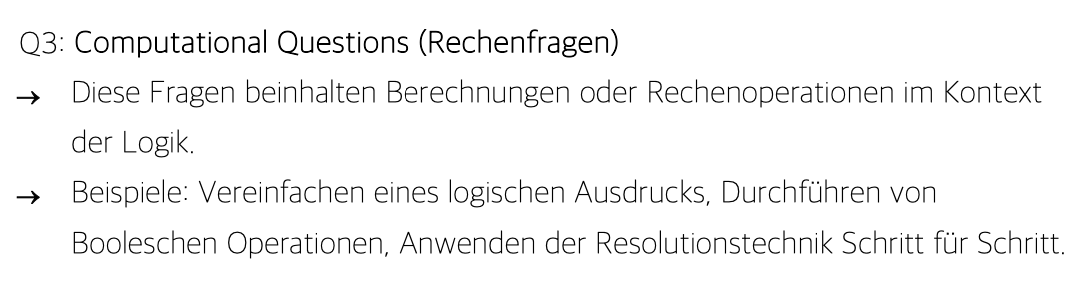 Q3: Computational Questions (Rechenfragen)
→ Diese Fragen beinhalten Berechnungen oder Rechenoperationen im Kontext
der Logik.
→ Beispiele: Vereinfachen eines logischen Ausdrucks, Durchführen von
Booleschen Operationen, Anwenden der Resolutionstechnik Schritt für Schritt.